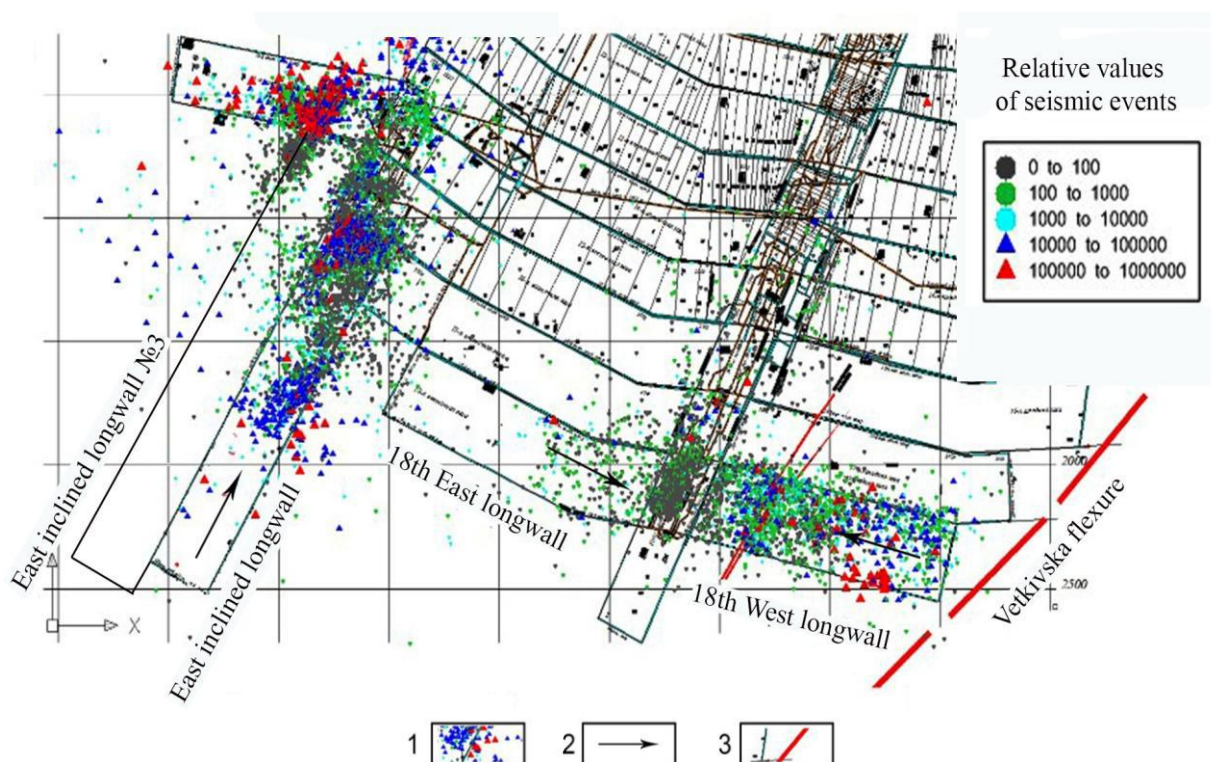 Relative values
of seismic events
0 to 100
100 to 1000
1000 to 10000
10000 to 100000
100000 to 1000000
East inclined longwall №3
East inclined longwall
18th East longwall
18th West longwall
Vetkivska flexure
2000
2500
X
1
2
3